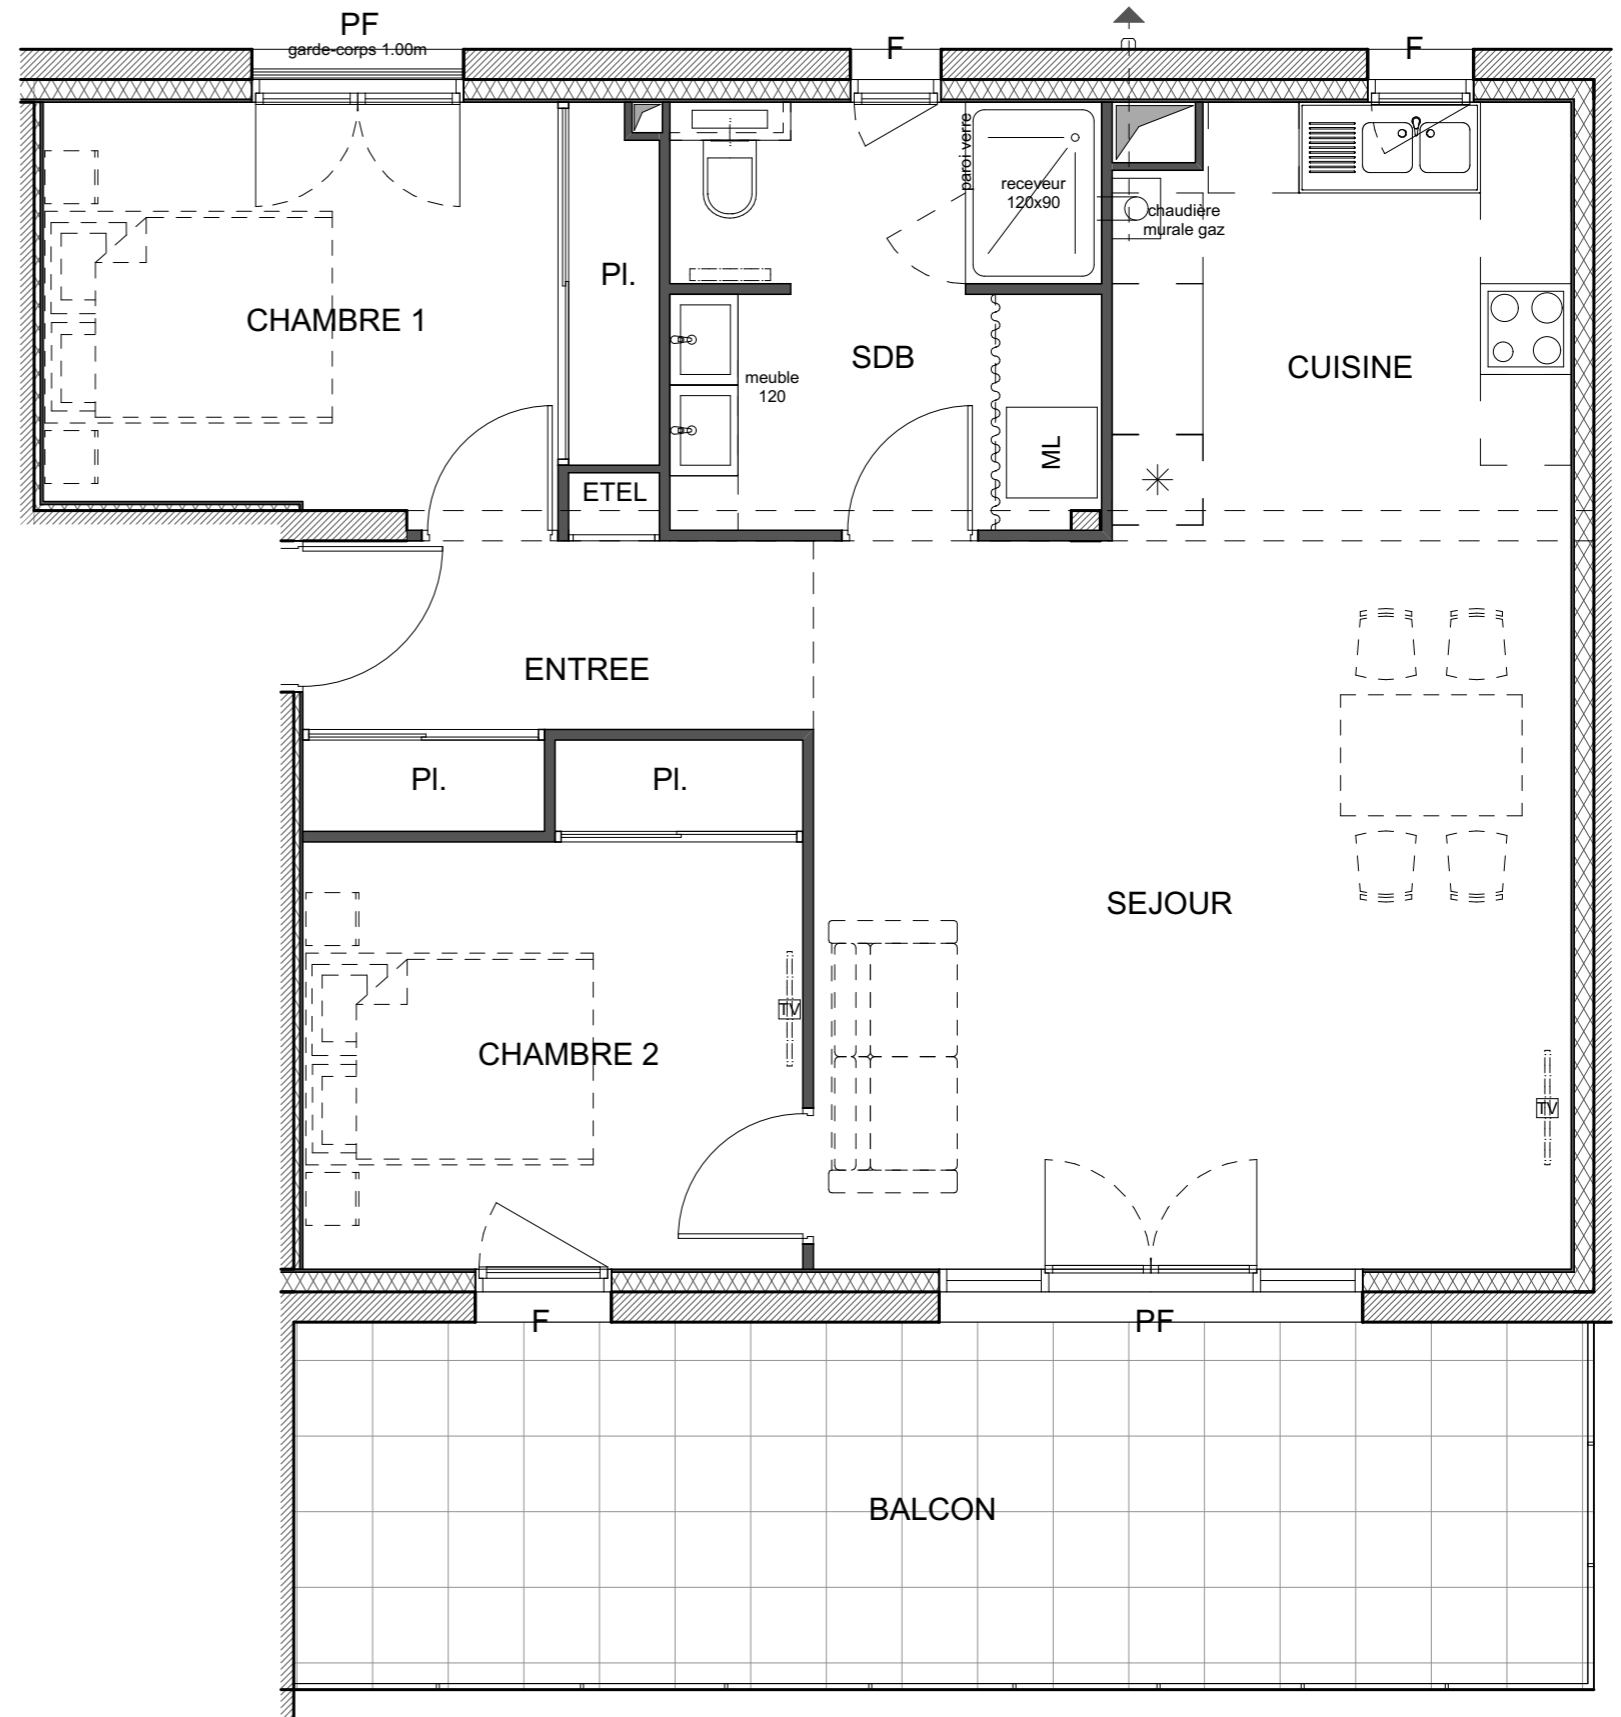 PF
garde-corps 1.00m
F
F
paroi verre
receveur
120x90
chaudière
murale gaz
Pl.
CHAMBRE 1
SDB
CUISINE
meuble
120
ML
ETEL
ENTREE
Pl.
Pl.
SEJOUR
TV
CHAMBRE 2
TV
F
PF
BALCON